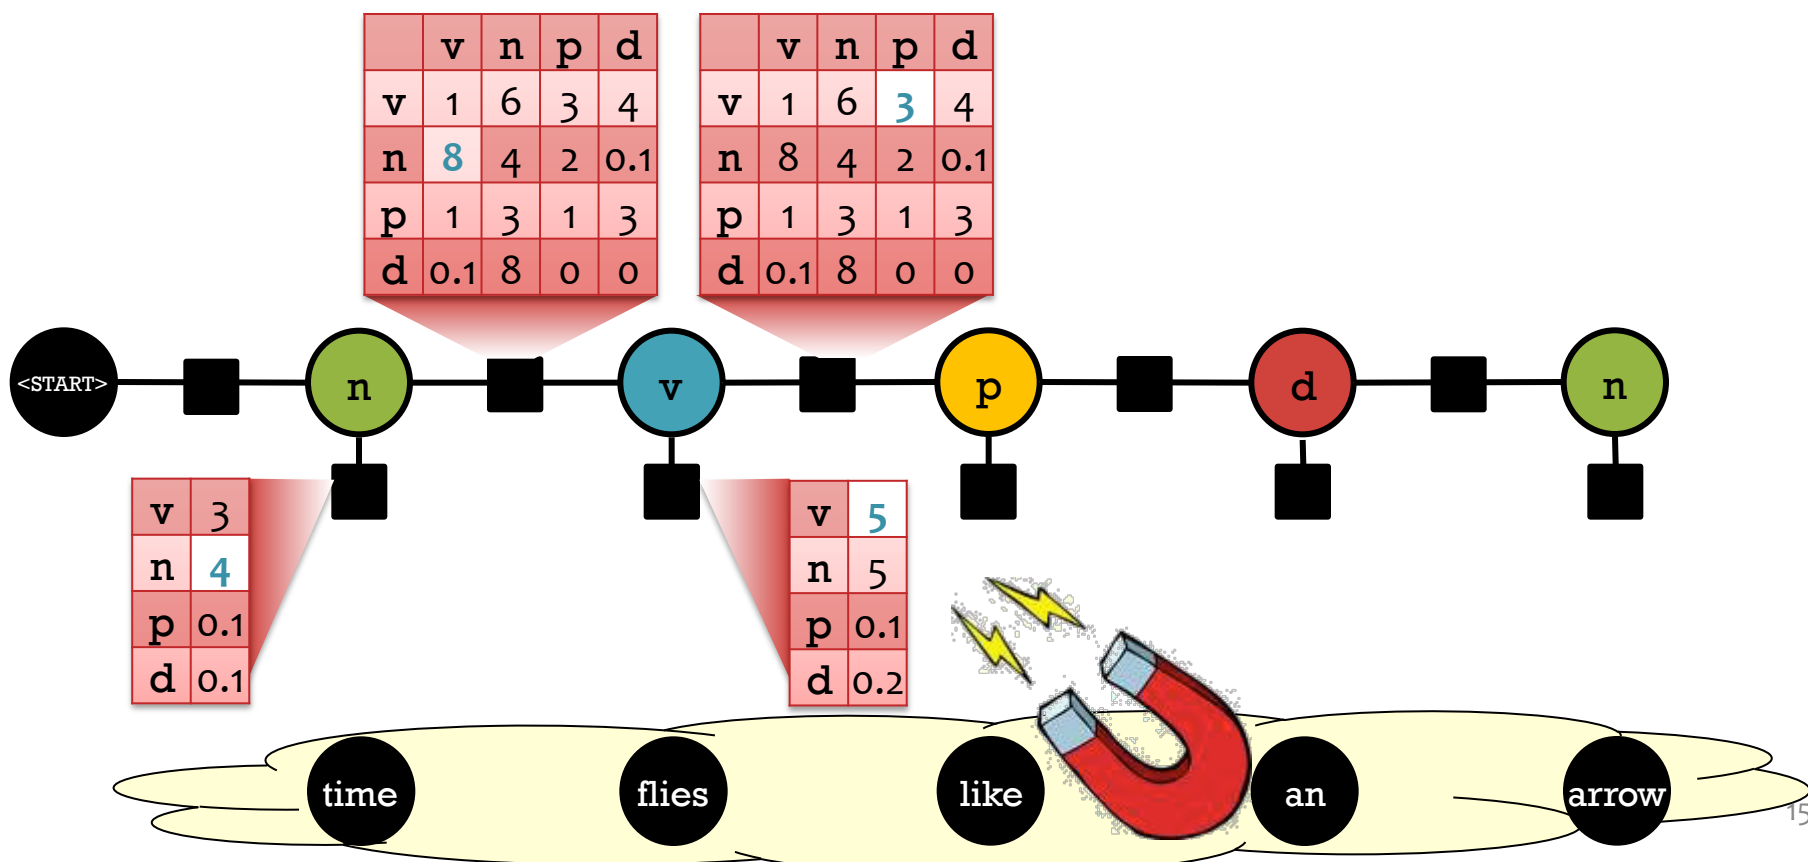 v n p d
v 1 6 3 4
n 8 4 2 0.1
p 1 3 1 3
d 0.1 8 0 0
v n p d
v 1 6 3 4
n 8 4 2 0.1
p 1 3 1 3
d 0.1 8 0 0
<START> n v p d n
v 3
n 4
p 0.1
d 0.1
v 5
n 5
p 0.1
d 0.2
time flies like an arrow
15